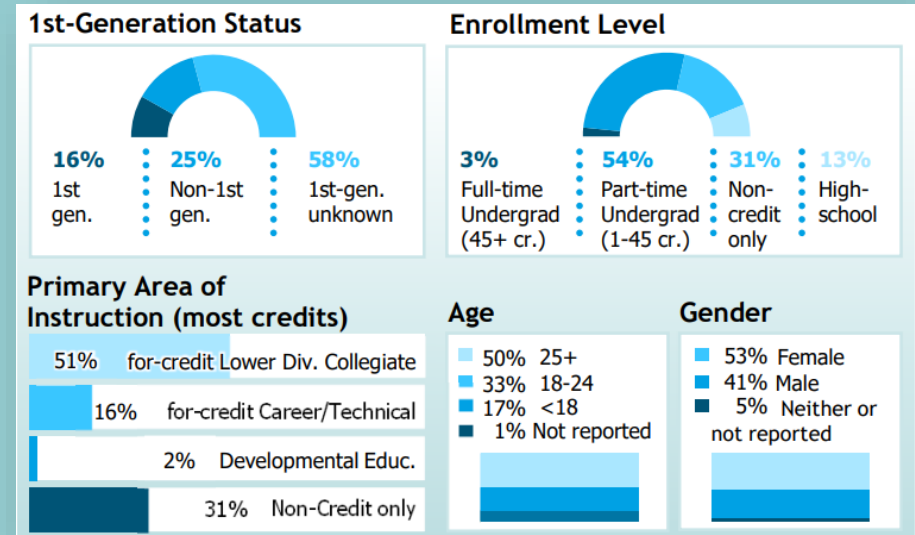 1st-Generation Status
16%
1st
gen.
25%
Non-1st
gen.
58%
1st-gen.
unknown
Enrollment Level
3%
Full-time
Undergrad
(45+ cr.)
54%
Part-time
Undergrad
(1-45 cr.)
31%
Non-
credit
only
13%
High-
school
Primary Area of
Instruction (most credits)
51% for-credit Lower Div. Collegiate
16% for-credit Career/Technical
2% Developmental Educ.
31% Non-Credit only
Age
50% 25+
33% 18-24
17% <18
1% Not reported
Gender
53% Female
41% Male
5% Neither or
not reported